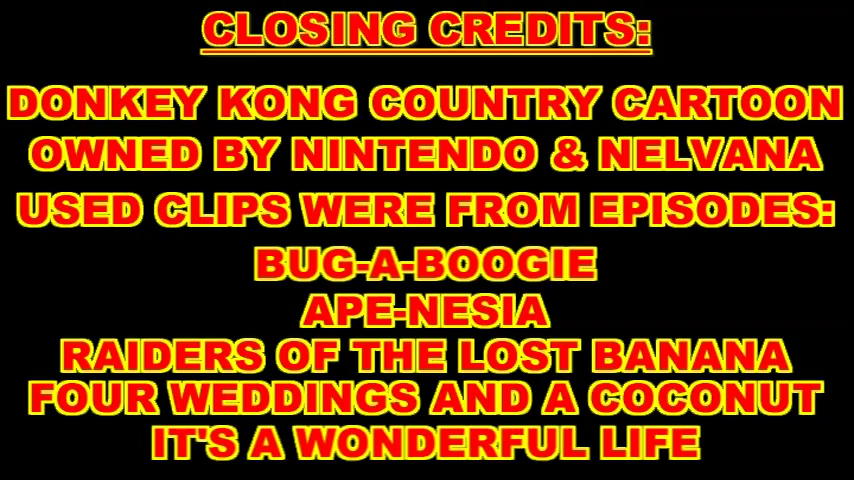 CLOSING CREDITS:
DONKEY KONG COUNTRY CARTOON
OWNED BY NINTENDO & NELVANA
USED CLIPS WERE FROM EPISODES:
BUG-A-BOOGIE
APE-NESIA
RAIDERS OF THE LOST BANANA
FOUR WEDDINGS AND A COCONUT
IT'S A WONDERFUL LIFE